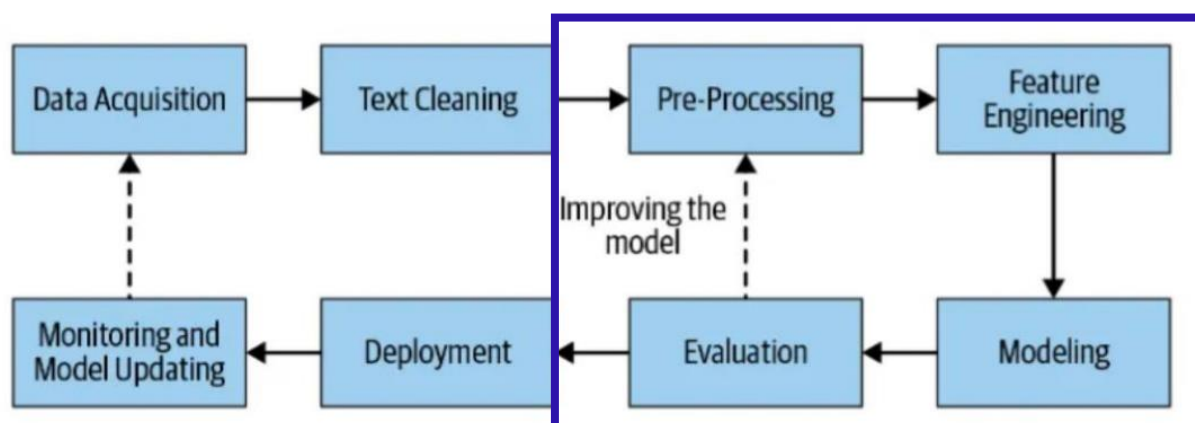 Data Acquisition
Text Cleaning
Pre-Processing
Feature
Engineering
Improving the
model
Monitoring and
Model Updating
Deployment
Evaluation
Modeling